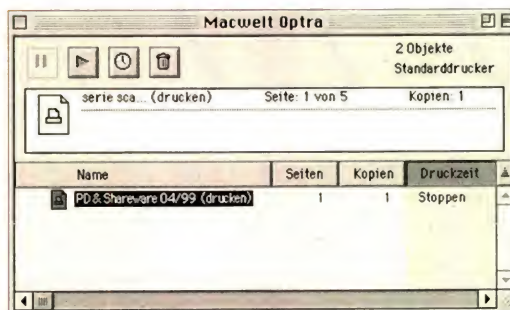 Macwelt Optra
2 Objekte
Standarddrucker
serie sca... (drucken) Seite: 1 von 5 Kopien: 1
Name Seiten Kopien Druckzeit
PD & Shareware 04/99 (drucken) 1 1 Stoppen